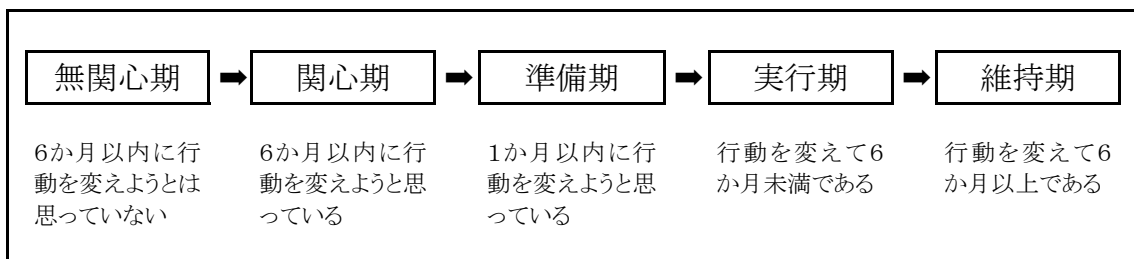 無関心期 ➡ 関心期 ➡ 準備期 ➡ 実行期 ➡ 維持期
6か月以内に行
動を変えようとは
思っていない
6か月以内に行
動を変えようと思
っている
1か月以内に行
動を変えようと思
っている
行動を変えて6
か月未満である
行動を変えて6
か月以上である